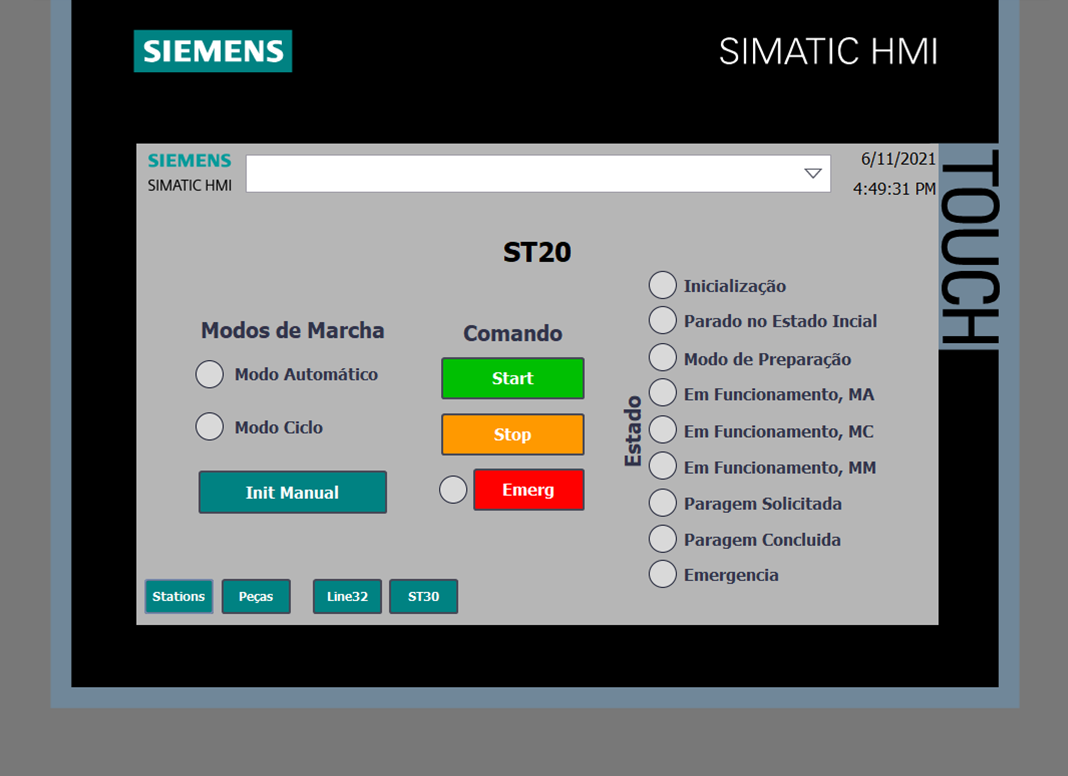 SIEMENS
SIMATIC HMI
SIEMENS
SIMATIC HMI
6/11/2021
4:49:31 PM
TOUCH
ST20
Modos de Marcha
Modo Automático
Modo Ciclo
Init Manual
Comando
Start
Stop
Emerg
Estado
Inicialização
Parado no Estado Incial
Modo de Preparação
Em Funcionamento, MA
Em Funcionamento, MC
Em Funcionamento, MM
Paragem Solicitada
Paragem Concluida
Emergencia
Stations
Peças
Line32
ST30